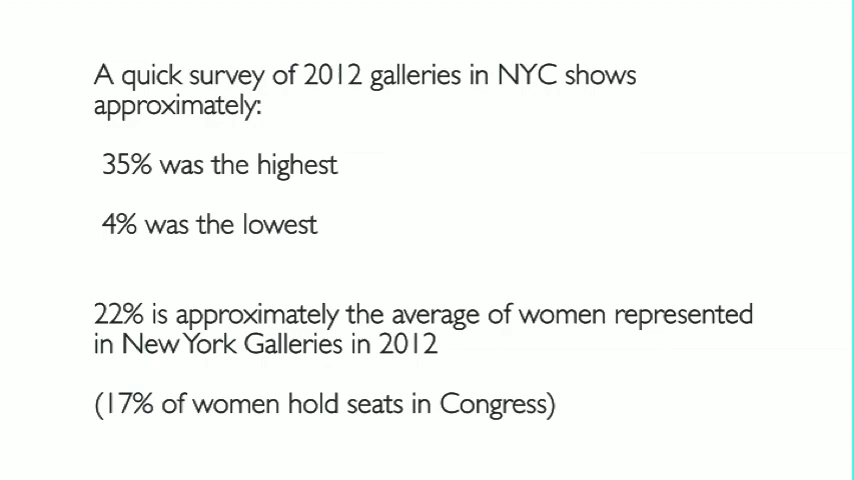 A quick survey of 2012 galleries in NYC shows
approximately:
35% was the highest
4% was the lowest
22% is approximately the average of women represented
in New York Galleries in 2012
(17% of women hold seats in Congress)